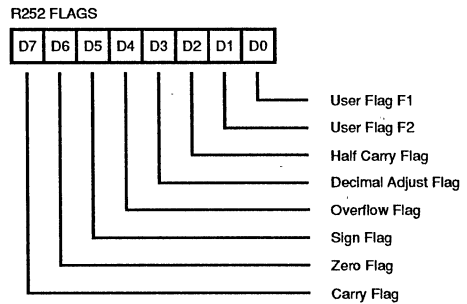 R252 FLAGS
D7 D6 D5 D4 D3 D2 D1 D0
User Flag F1
User Flag F2
Half Carry Flag
Decimal Adjust Flag
Overflow Flag
Sign Flag
Zero Flag
Carry Flag